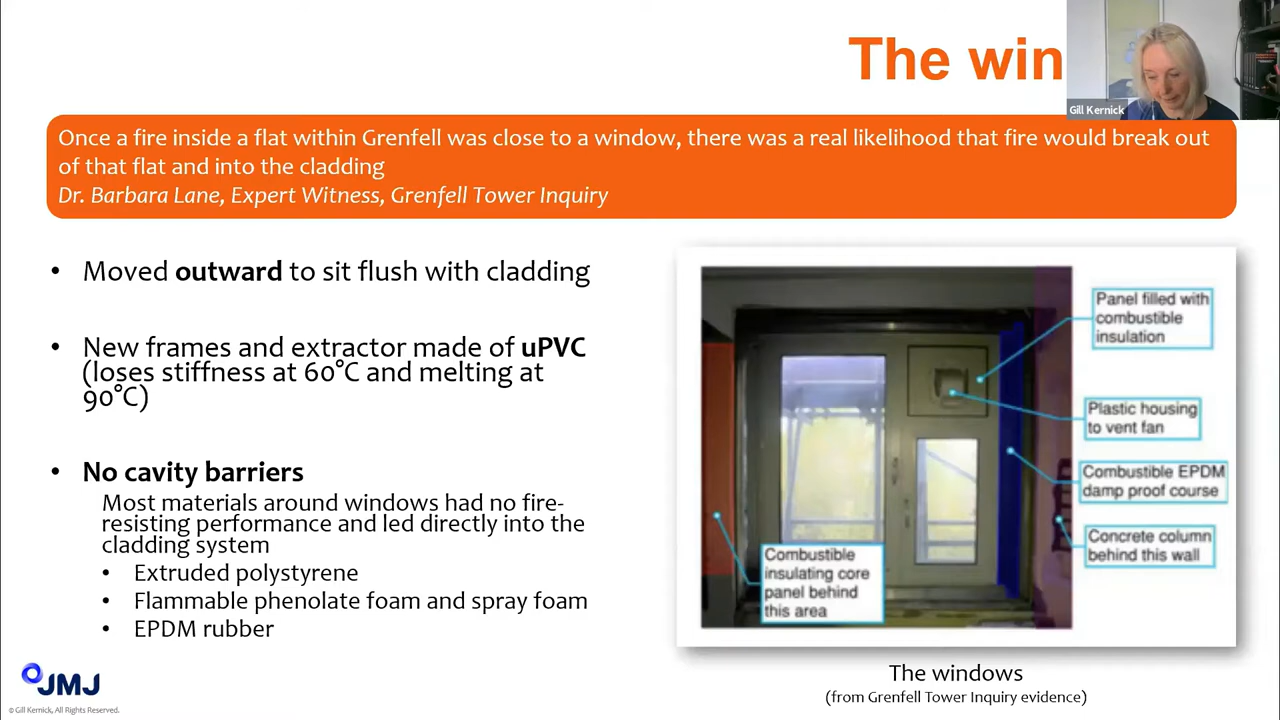 The win
Gill Kernick
Once a fire inside a flat within Grenfell was close to a window, there was a real likelihood that fire would break out
of that flat and into the cladding
Dr. Barbara Lane, Expert Witness, Grenfell Tower Inquiry
• Moved outward to sit flush with cladding
• New frames and extractor made of uPVC
(loses stiffness at 60°C and melting at
90°C)
• No cavity barriers
Most materials around windows had no fire-
resisting performance and led directly into the
cladding system
• Extruded polystyrene
• Flammable phenolate foam and spray foam
• EPDM rubber
Panel filled with
combustible
insulation
Plastic housing
to vent fan
Combustible EPDM
damp proof course
Concrete column
behind this wall
Combustible
insulating core
panel behind
this area
The windows
(from Grenfell Tower Inquiry evidence)
JMJ
© Gill Kernick, All Rights Reserved.